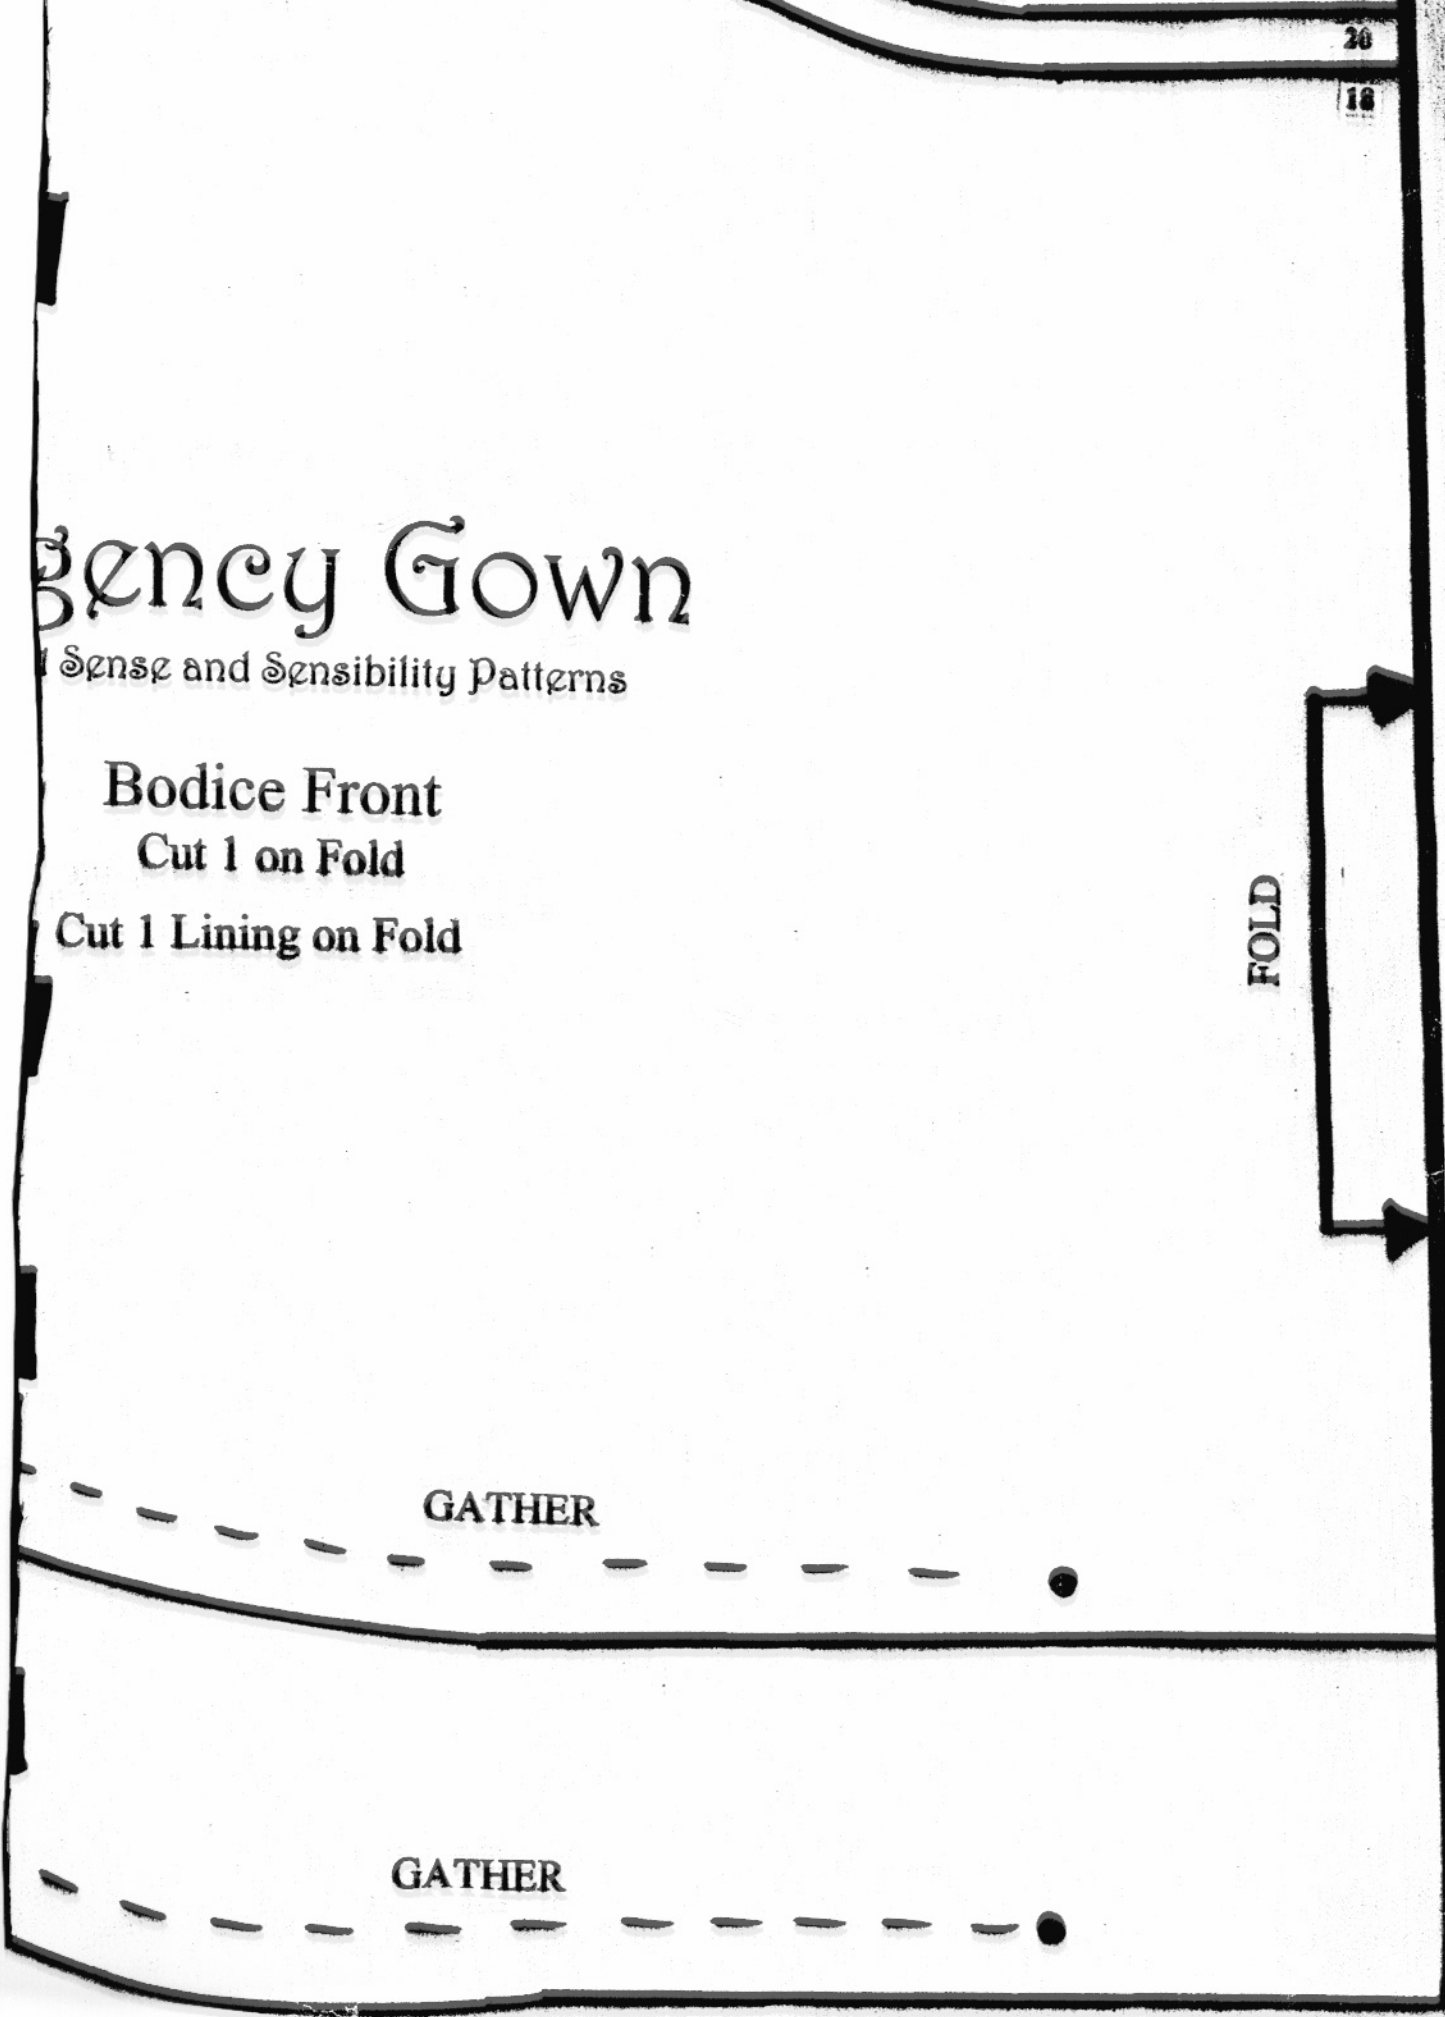 20
18
gency Gown
Sense and Sensibility Patterns
Bodice Front
Cut 1 on Fold
Cut 1 Lining on Fold
FOLD
GATHER
GATHER